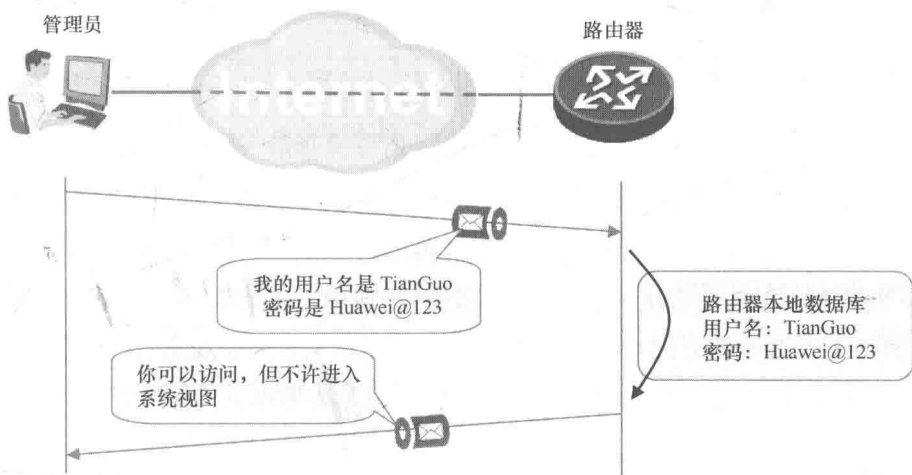 管理员
路由器
Internet
我的用户名是 TianGuo
密码是 Huawei@123
路由器本地数据库
用户名：TianGuo
密码：Huawei@123
你可以访问，但不许进入
系统视图